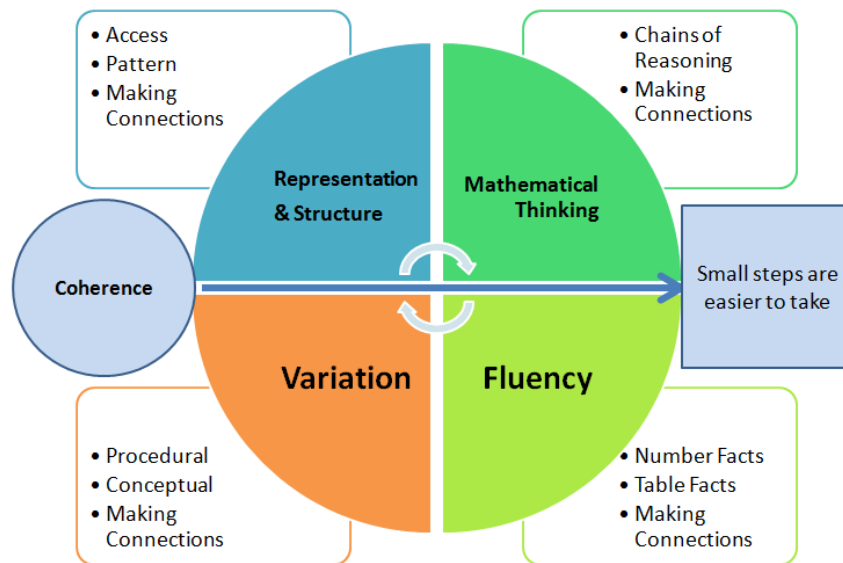 • Access
• Pattern
• Making
Connections
• Chains of
Reasoning
• Making
Connections
Representation
& Structure
Mathematical
Thinking
Coherence
Small steps are
easier to take
Variation
Fluency
• Procedural
• Conceptual
• Making
Connections
• Number Facts
• Table Facts
• Making
Connections